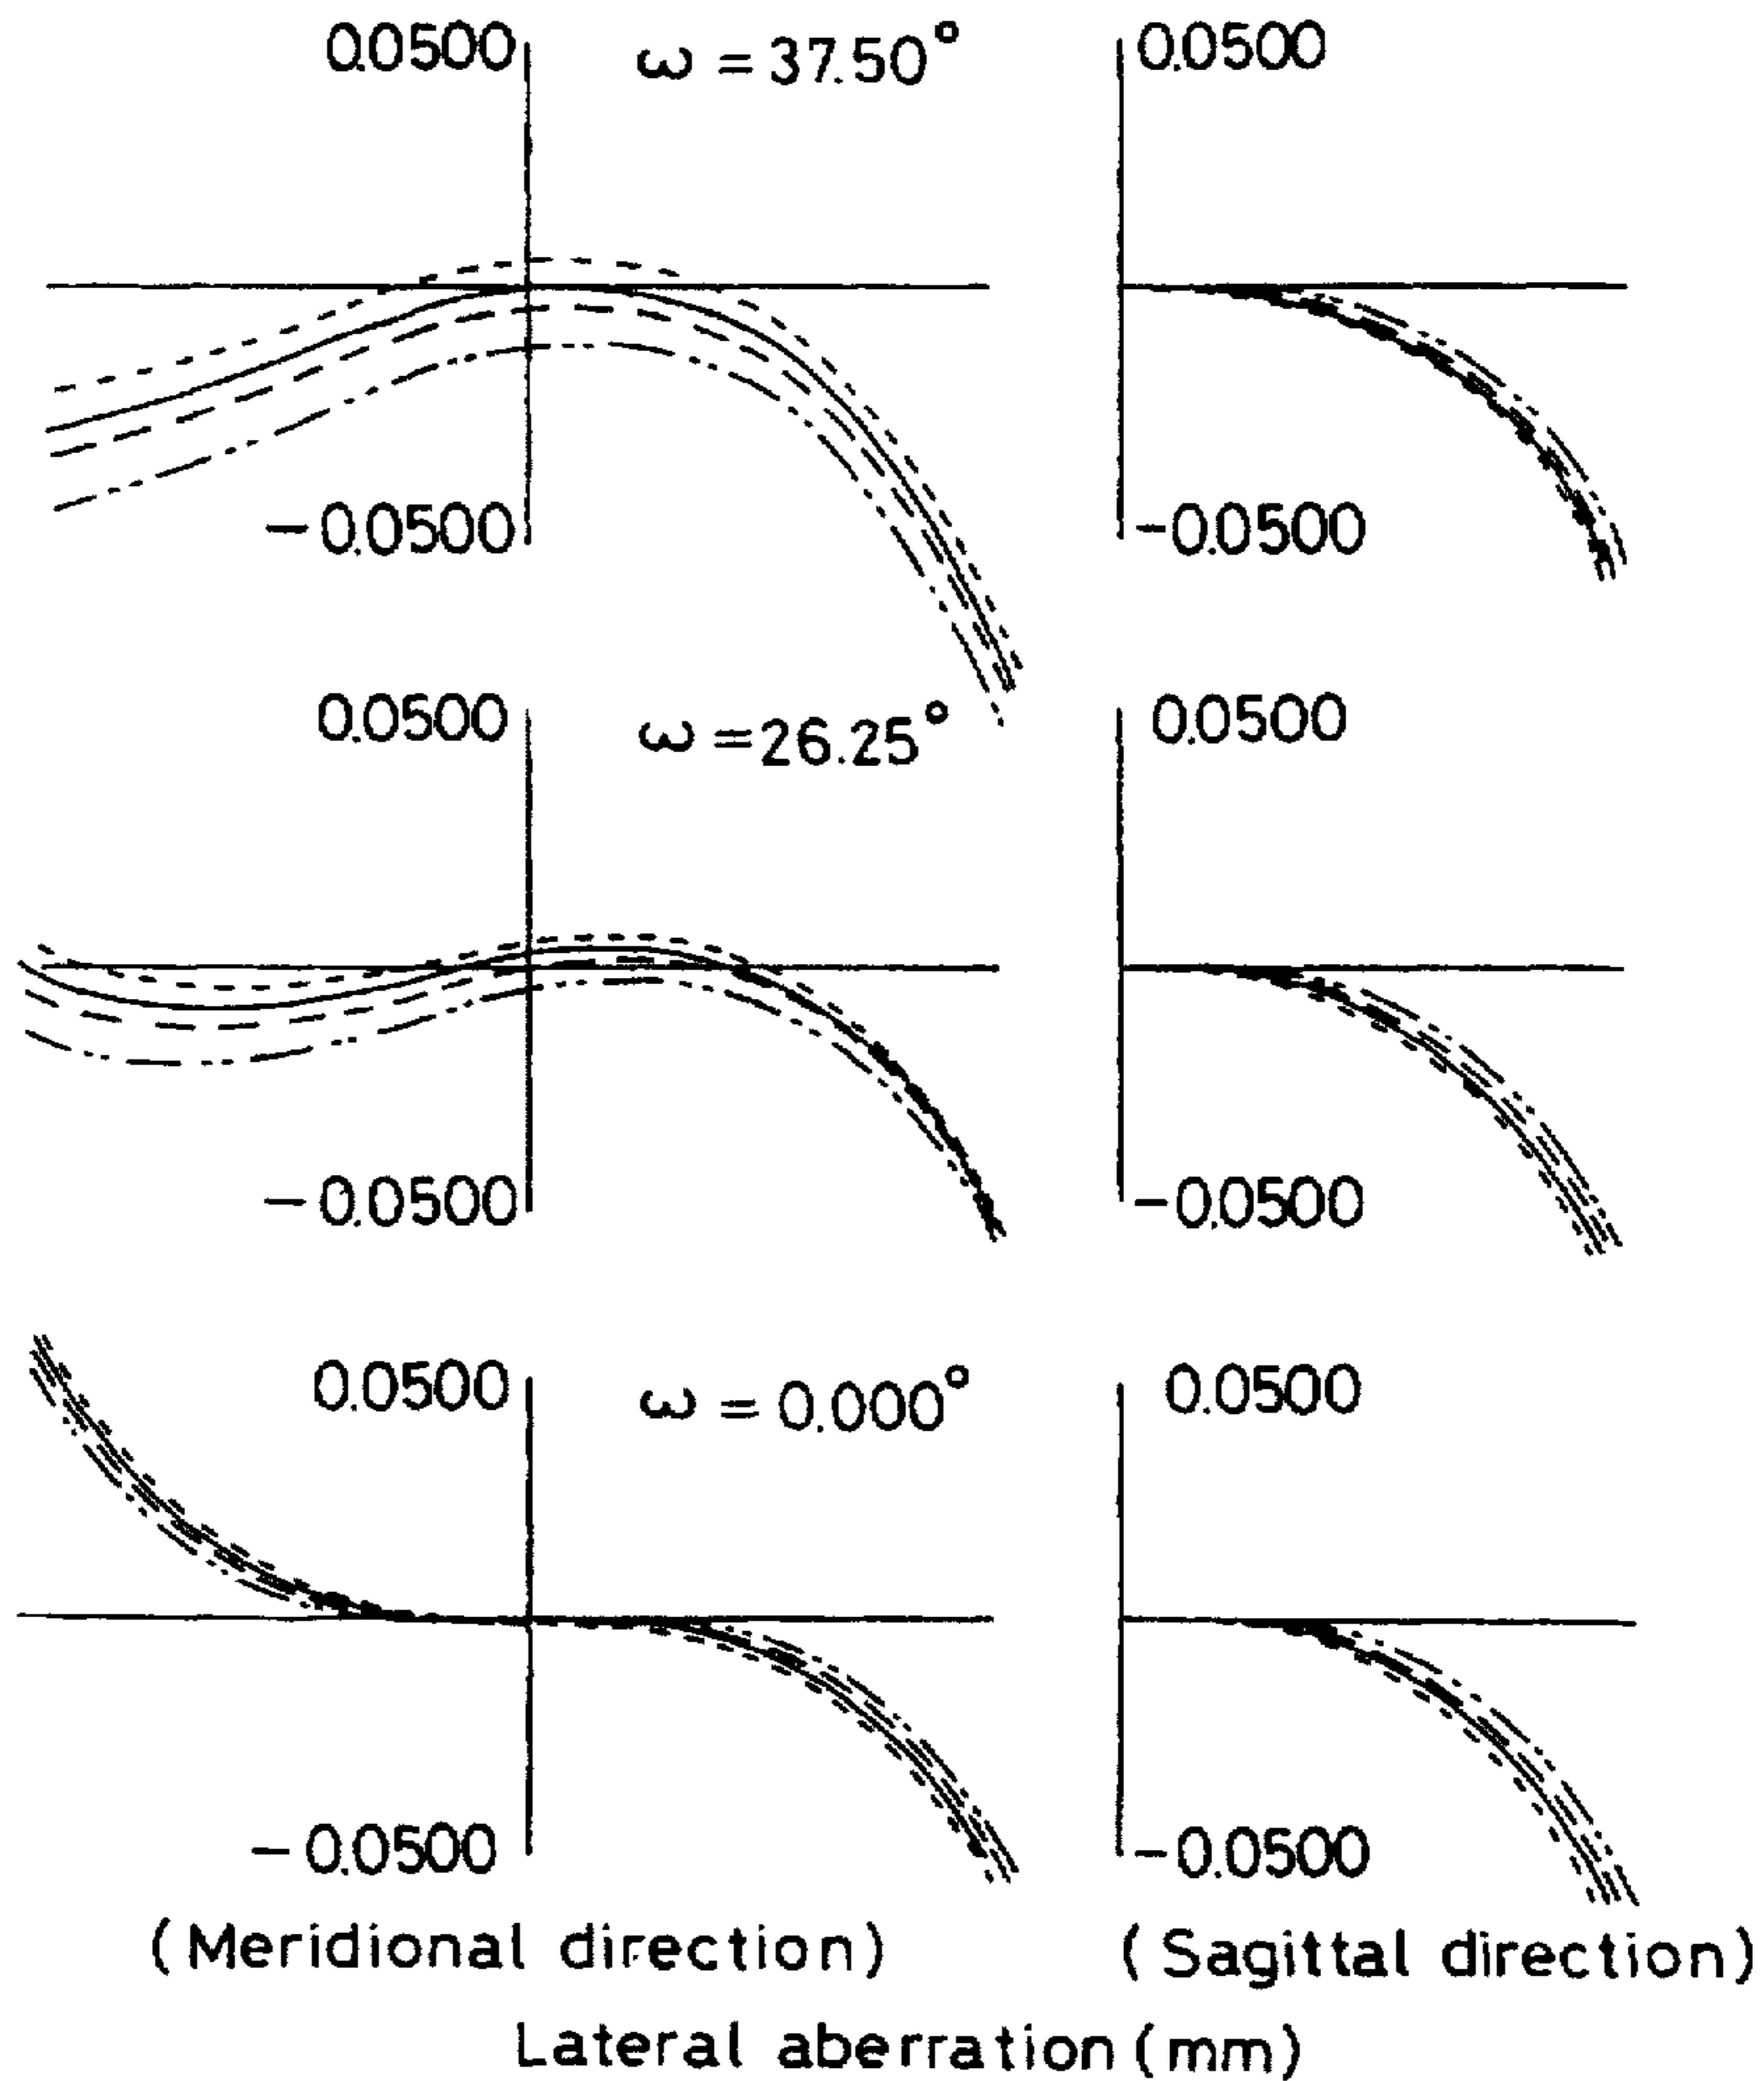 0.0500 ω = 37.50° 0.0500
-0.0500 -0.0500
0.0500 ω = 26.25° 0.0500
-0.0500 -0.0500
0.0500 ω = 0.000° 0.0500
-0.0500 -0.0500
(Meridional direction) (Sagittal direction)
Lateral aberration (mm)